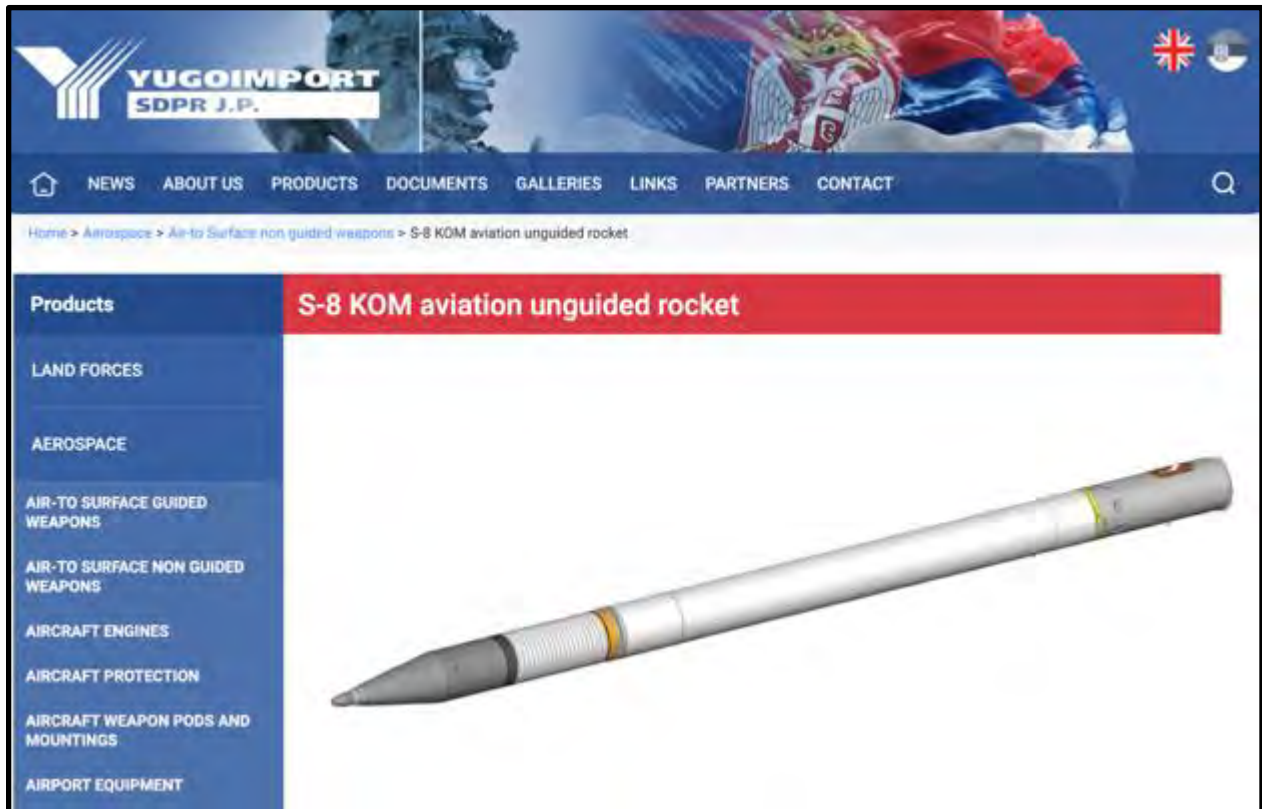 YUGOIMPORT
SDPR J.P.
NEWS ABOUT US PRODUCTS DOCUMENTS GALLERIES LINKS PARTNERS CONTACT
Home > Aerospace > Air-to Surface non guided weapons > S-8 KOM aviation unguided rocket
Products
S-8 KOM aviation unguided rocket
LAND FORCES
AEROSPACE
AIR-TO SURFACE GUIDED
WEAPONS
AIR-TO SURFACE NON GUIDED
WEAPONS
AIRCRAFT ENGINES
AIRCRAFT PROTECTION
AIRCRAFT WEAPON PODS AND
MOUNTINGS
AIRPORT EQUIPMENT